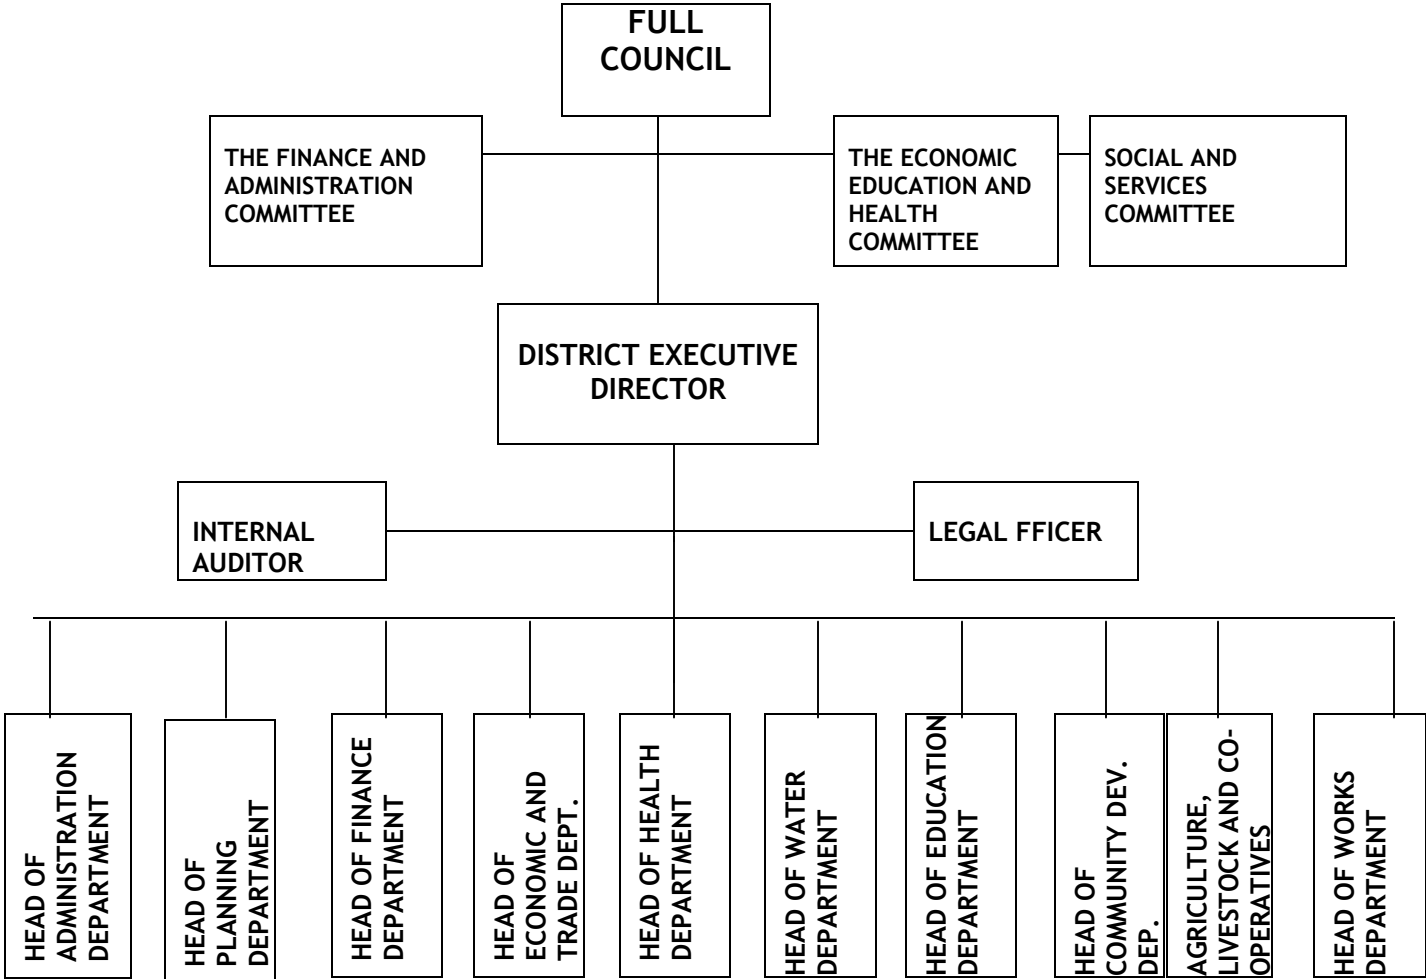 FULL
COUNCIL
THE FINANCE AND
ADMINISTRATION
COMMITTEE
THE ECONOMIC
EDUCATION AND
HEALTH
COMMITTEE
SOCIAL AND
SERVICES
COMMITTEE
DISTRICT EXECUTIVE
DIRECTOR
INTERNAL
AUDITOR
LEGAL FFICER
HEAD OF
ADMINISTRATION
DEPARTMENT
HEAD OF
PLANNING
DEPARTMENT
HEAD OF FINANCE
DEPARTMENT
HEAD OF
ECONOMIC AND
TRADE DEPT.
HEAD OF HEALTH
DEPARTMENT
HEAD OF WATER
DEPARTMENT
HEAD OF EDUCATION
DEPARTMENT
HEAD OF
COMMUNITY DEV.
DEP.
AGRICULTURE,
LIVESTOCK AND CO-
OPERATIVES
HEAD OF WORKS
DEPARTMENT